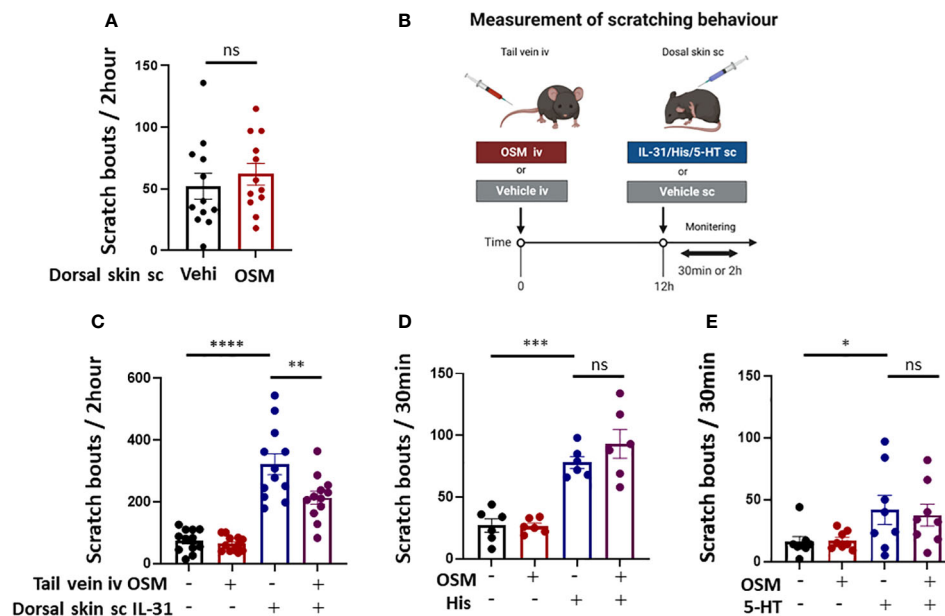 A
ns
Scratch bouts / 2hour
150
100
50
0
Dorsal skin sc Vehi OSM
B
Measurement of scratching behaviour
Tail vein iv
Dosal skin sc
OSM iv
IL-31/His/5-HT sc
or
or
Vehicle iv
Vehicle sc
Monitering
Time
30min or 2h
0
12h
C
****
**
Scratch bouts / 2hour
600
400
200
0
Tail vein iv OSM - + - +
Dorsal skin sc IL-31 - - + +
D
***
ns
Scratch bouts / 30min
150
100
50
0
OSM - + - +
His - - + +
E
*
ns
Scratch bouts / 30min
150
100
50
0
OSM - + - +
5-HT - - + +